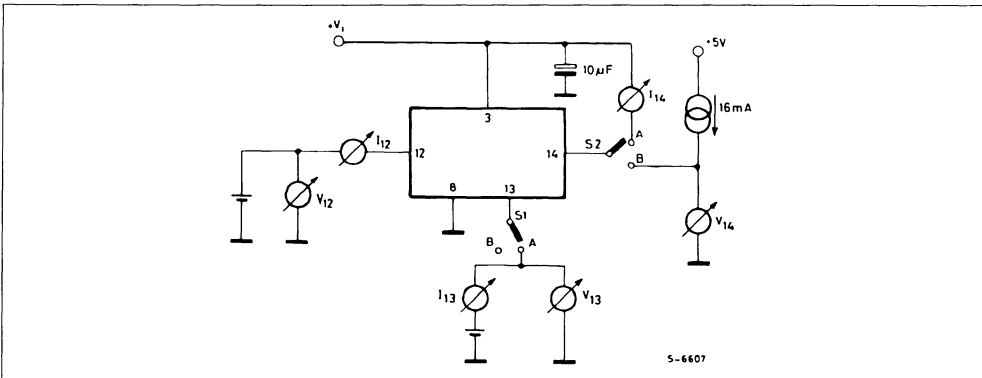 +V1
+5V
10µF
I14
16mA
3
S2
A
I12
12
14
B
V12
8
13
V14
S1
B
A
I13
V13
S-6607